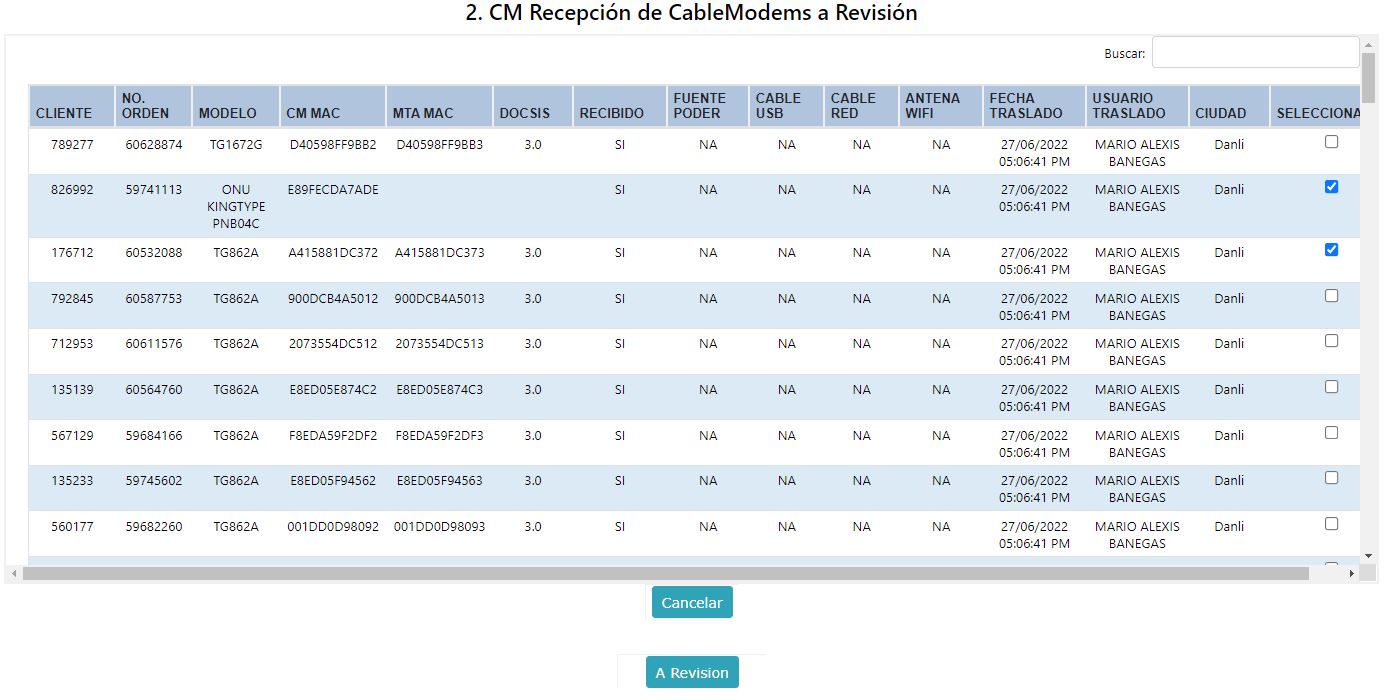 2. CM Recepción de CableModems a Revisión
Buscar:
CLIENTE NO. ORDEN MODELO CM MAC MTA MAC DOCSIS RECIBIDO FUENTE PODER CABLE USB CABLE RED ANTENA WIFI FECHA TRASLADO USUARIO TRASLADO CIUDAD SELECCIONA
789277 60628874 TG1672G D40598FF9BB2 D40598FF9BB3 3.0 SI NA NA NA NA 27/06/2022 05:06:41 PM MARIO ALEXIS BANEGAS Danli
826992 59741113 ONU KINGTYPE PNB04C E89FECDA7ADE SI NA NA NA NA 27/06/2022 05:06:41 PM MARIO ALEXIS BANEGAS Danli
176712 60532088 TG862A A415881DC372 A415881DC373 3.0 SI NA NA NA NA 27/06/2022 05:06:41 PM MARIO ALEXIS BANEGAS Danli
792845 60587753 TG862A 900DCB4A5012 900DCB4A5013 3.0 SI NA NA NA NA 27/06/2022 05:06:41 PM MARIO ALEXIS BANEGAS Danli
712953 60611576 TG862A 2073554DC512 2073554DC513 3.0 SI NA NA NA NA 27/06/2022 05:06:41 PM MARIO ALEXIS BANEGAS Danli
135139 60564760 TG862A E8ED05E874C2 E8ED05E874C3 3.0 SI NA NA NA NA 27/06/2022 05:06:41 PM MARIO ALEXIS BANEGAS Danli
567129 59684166 TG862A F8EDA59F2DF2 F8EDA59F2DF3 3.0 SI NA NA NA NA 27/06/2022 05:06:41 PM MARIO ALEXIS BANEGAS Danli
135233 59745602 TG862A E8ED05F94562 E8ED05F94563 3.0 SI NA NA NA NA 27/06/2022 05:06:41 PM MARIO ALEXIS BANEGAS Danli
560177 59682260 TG862A 001DD0D98092 001DD0D98093 3.0 SI NA NA NA NA 27/06/2022 05:06:41 PM MARIO ALEXIS BANEGAS Danli
Cancelar
A Revision